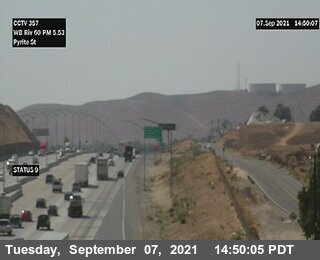 CCTV 357
WB Riv 60 PM 5.53
Pyrite St
07.Sep 2021 14:50:07
STATUS 9
Tuesday, September 07, 2021 14:50:05 PDT